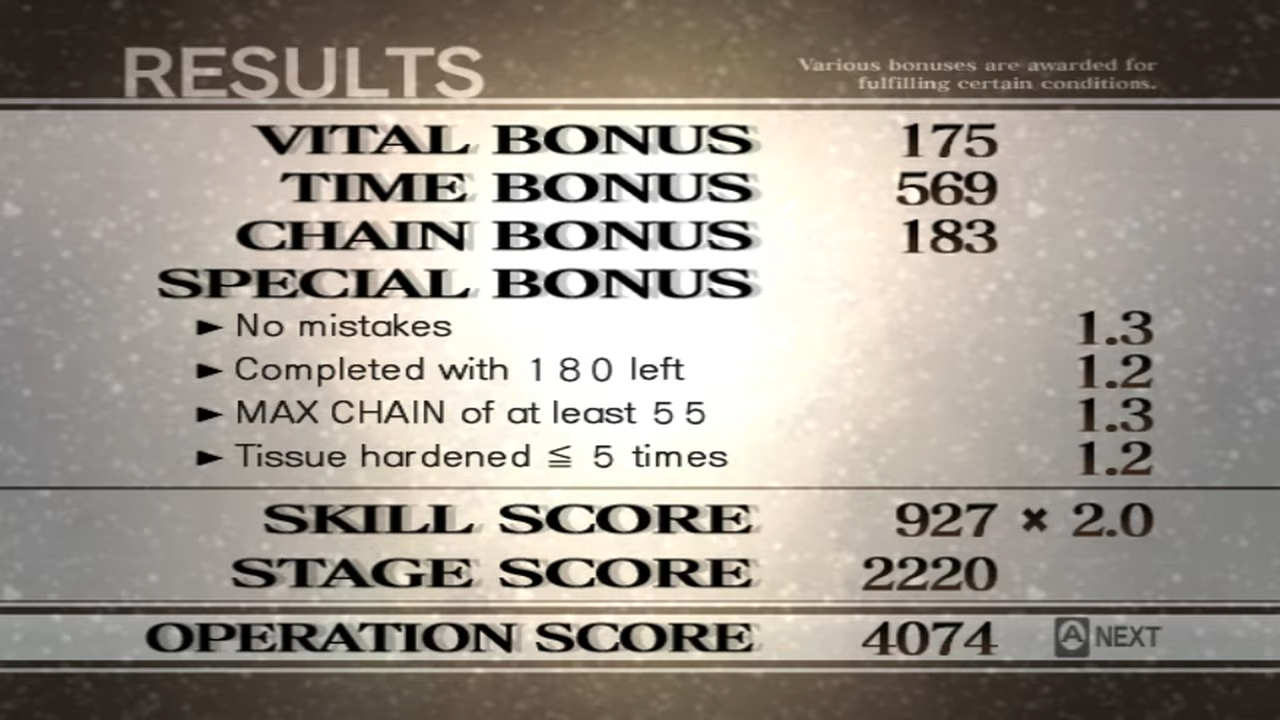 RESULTS
Various bonuses are awarded for
fulfilling certain conditions.
VITAL BONUS 175
TIME BONUS 569
CHAIN BONUS 183
SPECIAL BONUS
► No mistakes 1.3
► Completed with 180 left 1.2
► MAX CHAIN of at least 55 1.3
► Tissue hardened ≦ 5 times 1.2
SKILL SCORE 927 × 2.0
STAGE SCORE 2220
OPERATION SCORE 4074 A NEXT